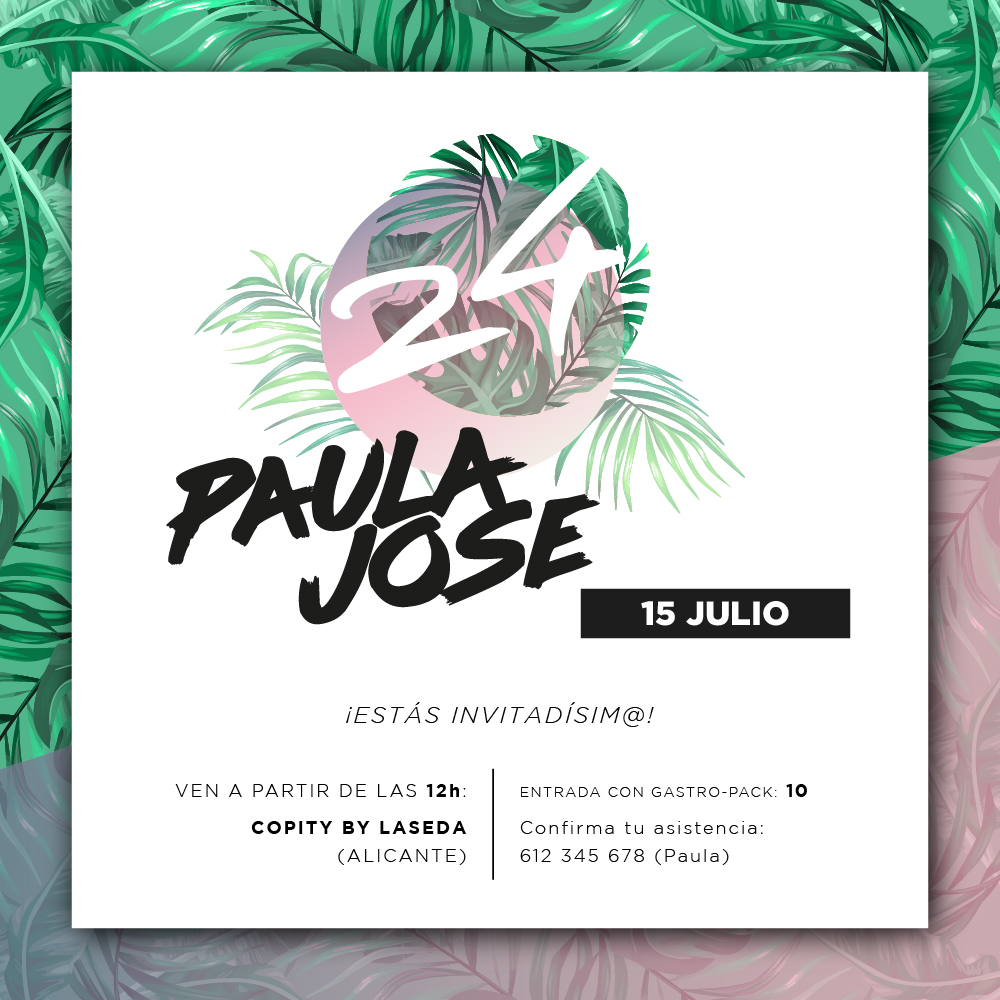 24
PAULA
JOSE
15 JULIO
¡ESTÁS INVITADÍSIM@!
VEN A PARTIR DE LAS 12h:
COPITY BY LASEDA
(ALICANTE)
ENTRADA CON GASTRO-PACK: 10
Confirma tu asistencia:
612 345 678 (Paula)